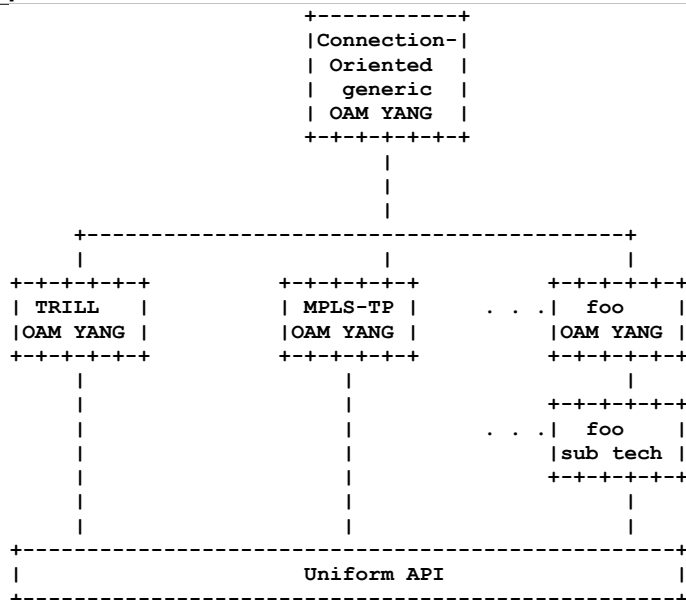 Connection-
Oriented
generic
OAM YANG
TRILL MPLS-TP . . . foo
OAM YANG OAM YANG OAM YANG
. . . foo
sub tech
Uniform API